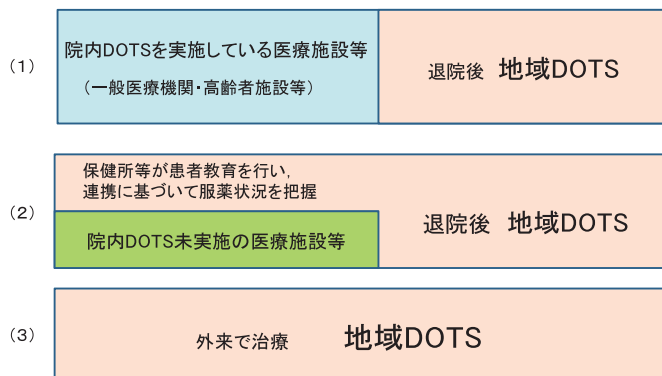 (1)
院内DOTSを実施している医療施設等
(一般医療機関・高齢者施設等)
退院後 地域DOTS
(2)
保健所等が患者教育を行い,
連携に基づいて服薬状況を把握
院内DOTS未実施の医療施設等
退院後 地域DOTS
(3)
外来で治療 地域DOTS